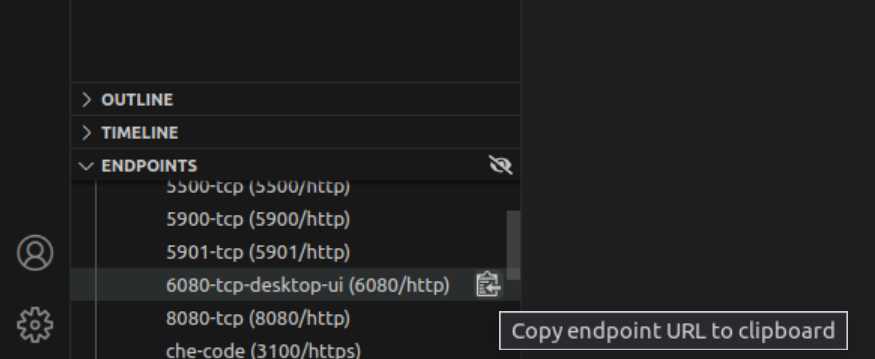 OUTLINE
TIMELINE
ENDPOINTS
5500-tcp (5500/http)
5900-tcp (5900/http)
5901-tcp (5901/http)
6080-tcp-desktop-ui (6080/http)
8080-tcp (8080/http)
Copy endpoint URL to clipboard
che-code (3100/https)